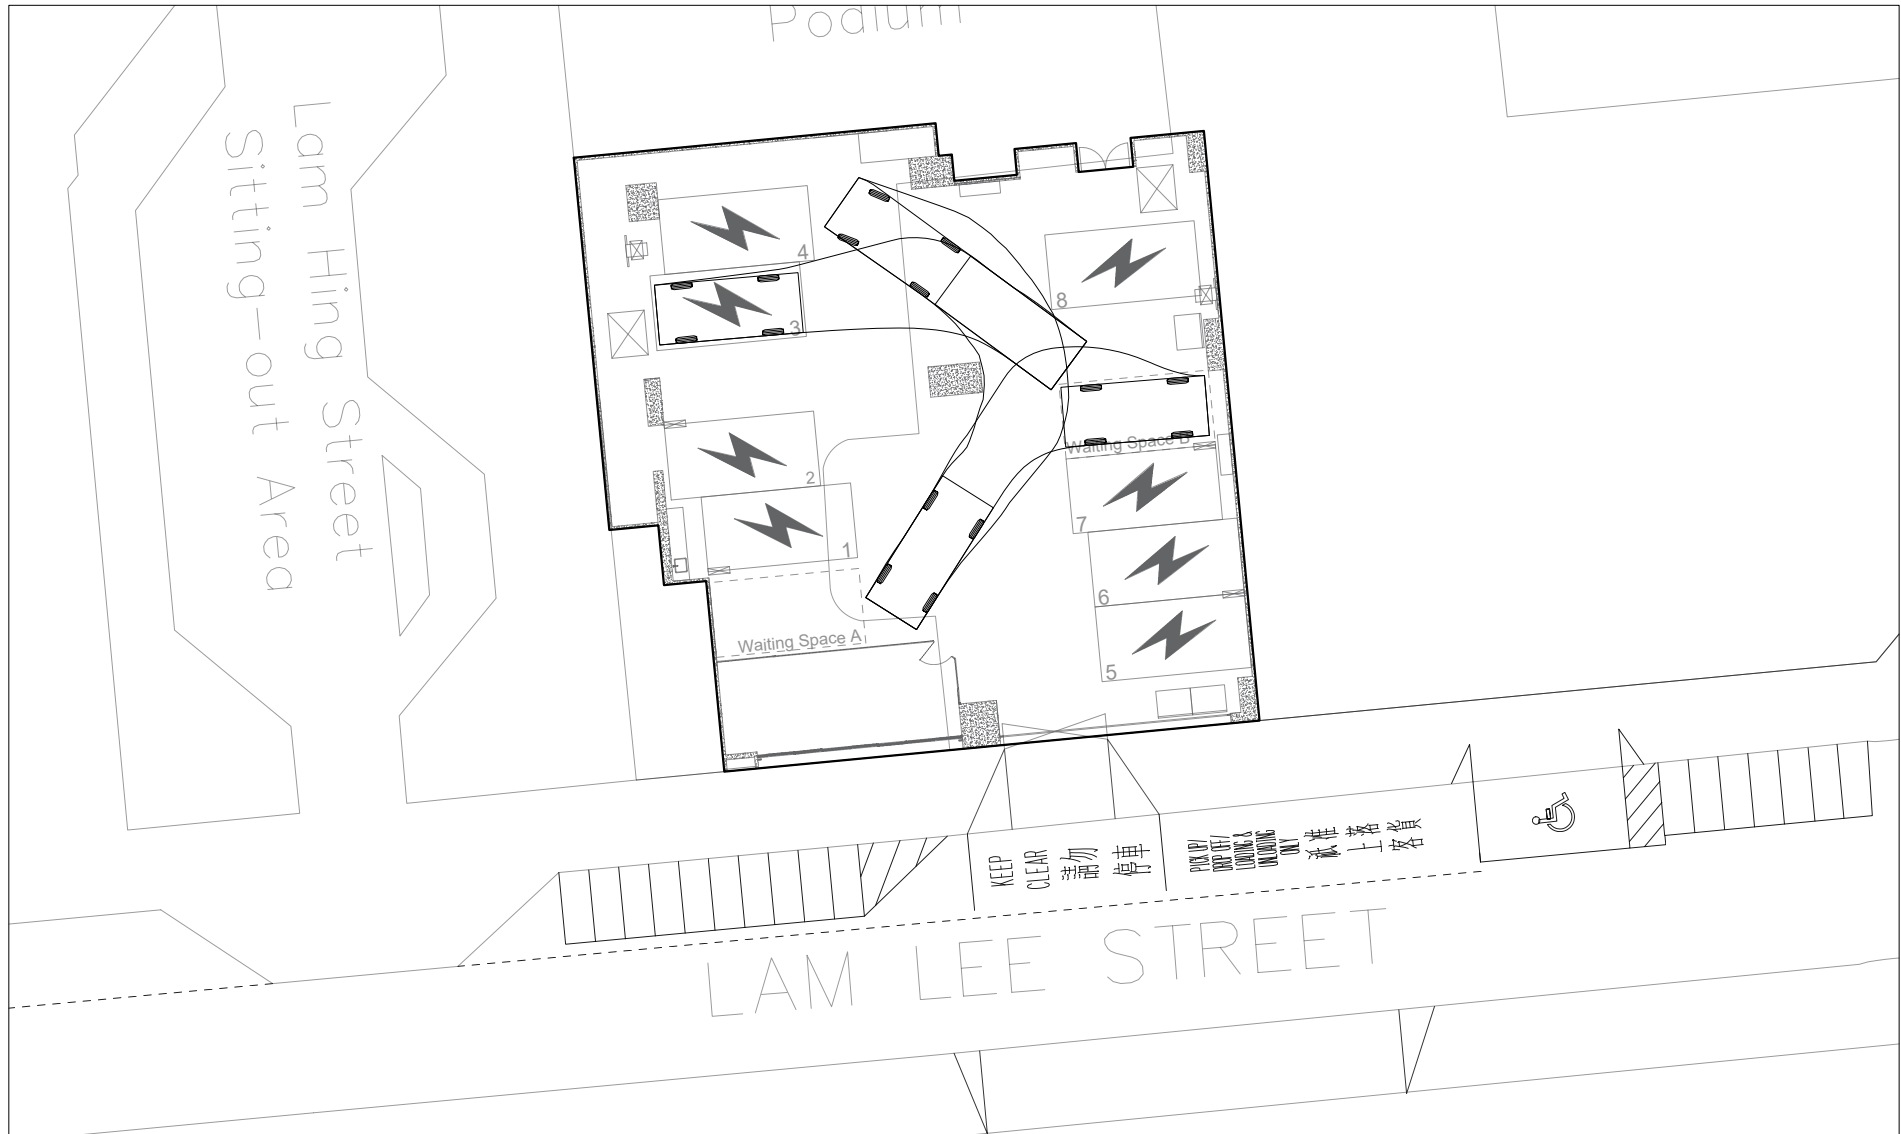 Podium
Lam Hing Street
Sitting-out Area
4
3
8
2
1
7
6
5
Waiting Space B
Waiting Space A
KEEP
CLEAR
請勿
停車
PICK UP/
DROP OFF/
LOADING &
UNLOADING
ONLY
祇准
上落
客貨
LAM LEE STREET